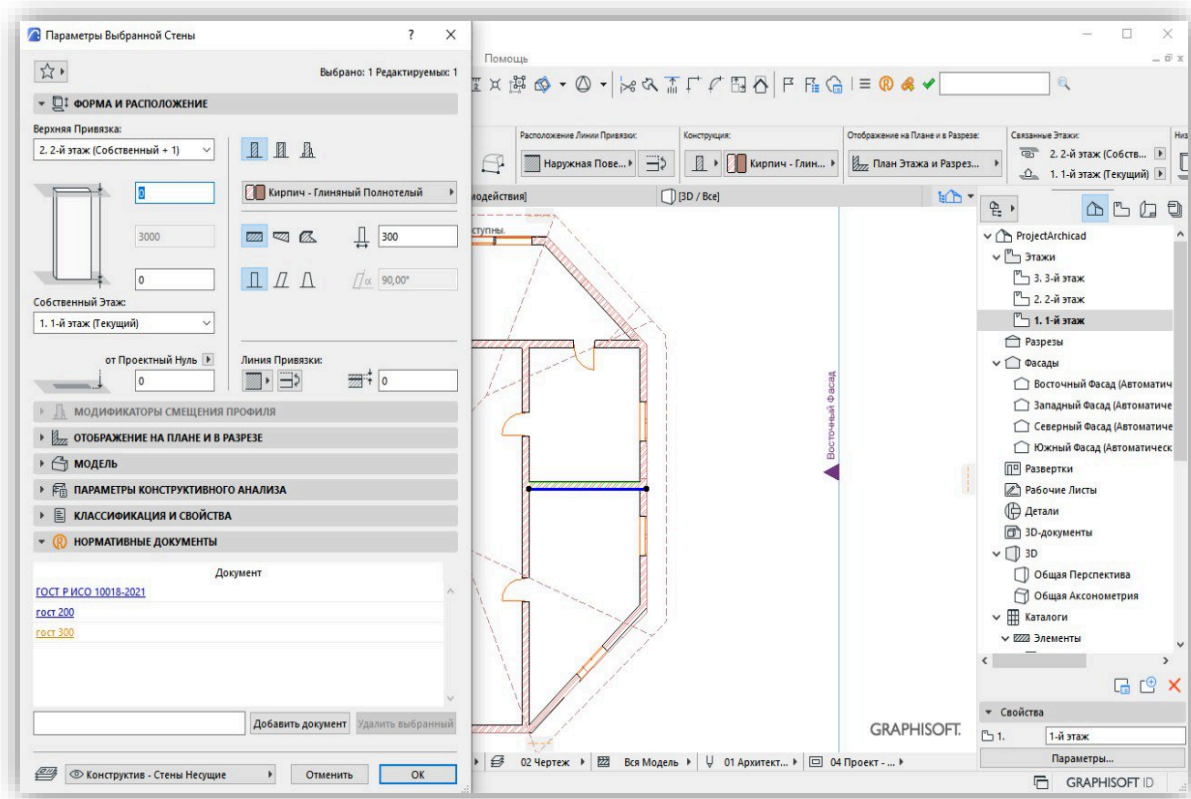 Параметры Выбранной Стены
?
Выбрано: 1 Редактируемых: 1
ФОРМА И РАСПОЛОЖЕНИЕ
Верхняя Привязка:
2. 2-й этаж (Собственный + 1)
0
Кирпич - Глиняный Полнотелый
3000
300
0
α
90,00°
Собственный Этаж:
1. 1-й этаж (Текущий)
от Проектный Нуль
Линия Привязки:
0
0
МОДИФИКАТОРЫ СМЕЩЕНИЯ ПРОФИЛЯ
ОТОБРАЖЕНИЕ НА ПЛАНЕ И В РАЗРЕЗЕ
МОДЕЛЬ
ПАРАМЕТРЫ КОНСТРУКТИВНОГО АНАЛИЗА
КЛАССИФИКАЦИЯ И СВОЙСТВА
НОРМАТИВНЫЕ ДОКУМЕНТЫ
Документ
ГОСТ Р ИСО 10018-2021
гост 200
гост 300
Добавить документ
Удалить выбранный
Конструктив - Стены Несущие
Отменить
ОК
Помощь
Расположение Линии Привязки:
Конструкция:
Отображение на Плане и в Разрезе:
Связанные Этажи:
Низ
Наружная Пове...
Кирпич - Глин...
План Этажа и Разрез...
2. 2-й этаж (Собств...
1. 1-й этаж (Текущий)
модействия]
[3D / Все]
ступны.
Восточный Фасад
GRAPHISOFT.
02 Чертеж
Вся Модель
01 Архитект...
04 Проект - ...
ProjectArchicad
Этажи
3. 3-й этаж
2. 2-й этаж
1. 1-й этаж
Разрезы
Фасады
Восточный Фасад (Автоматич
Западный Фасад (Автоматиче
Северный Фасад (Автоматиче
Южный Фасад (Автоматическ
Развертки
Рабочие Листы
Детали
3D-документы
3D
Общая Перспектива
Общая Аксонометрия
Каталоги
Элементы
Свойства
1.
1-й этаж
Параметры...
GRAPHISOFT ID